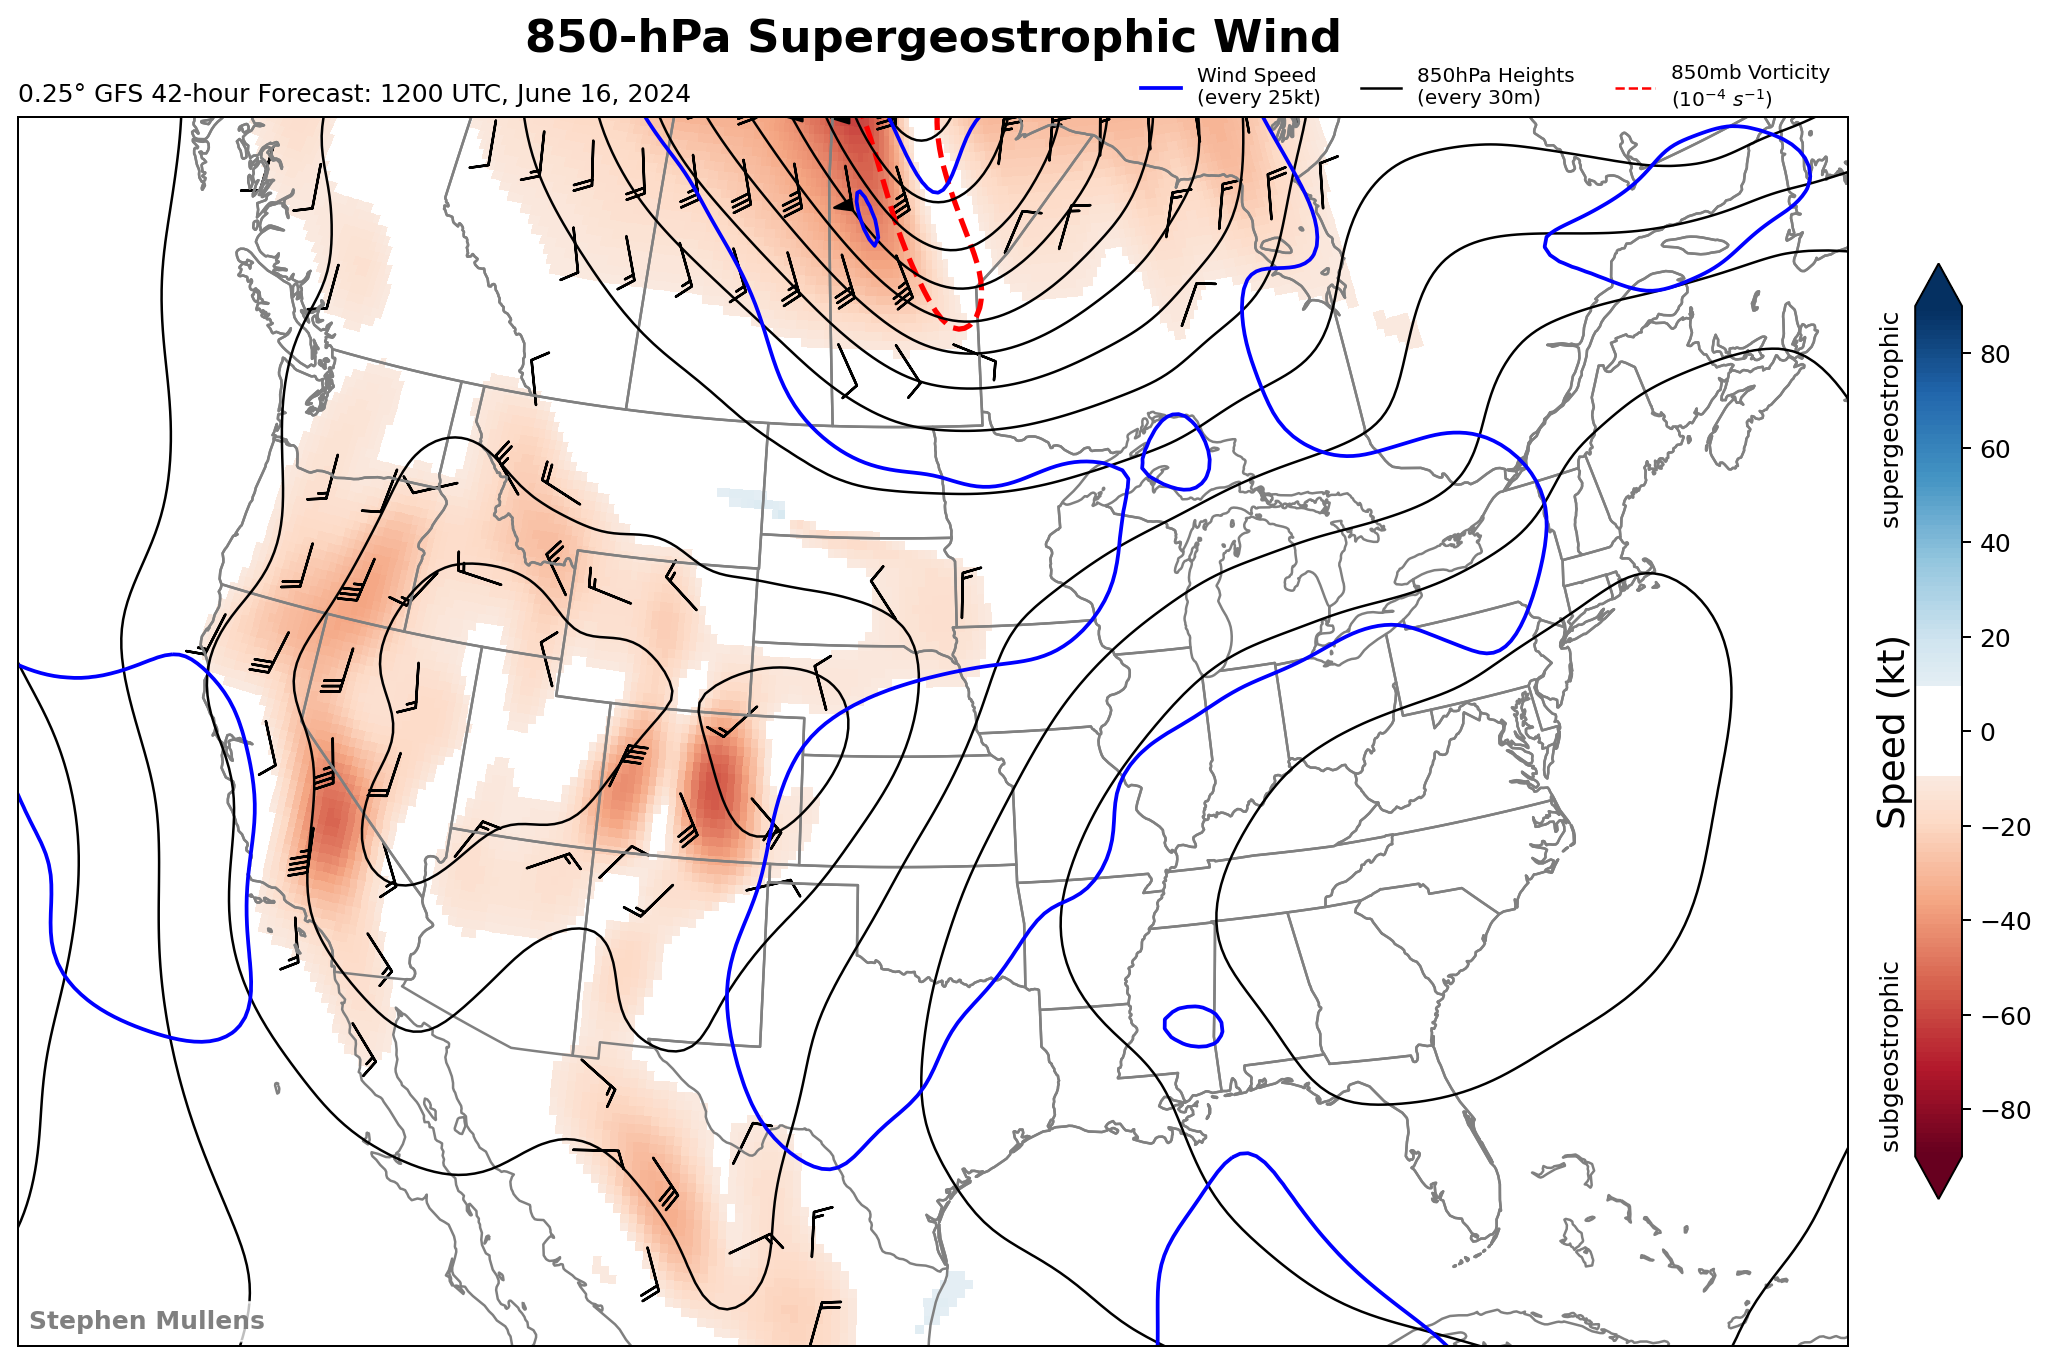 850-hPa Supergeostrophic Wind
0.25° GFS 42-hour Forecast: 1200 UTC, June 16, 2024
Wind Speed
(every 25kt)
850hPa Heights
(every 30m)
850mb Vorticity
(10⁻⁴ s⁻¹)
supergeostrophic
Speed (kt)
subgeostrophic
80
60
40
20
0
−20
−40
−60
−80
Stephen Mullens